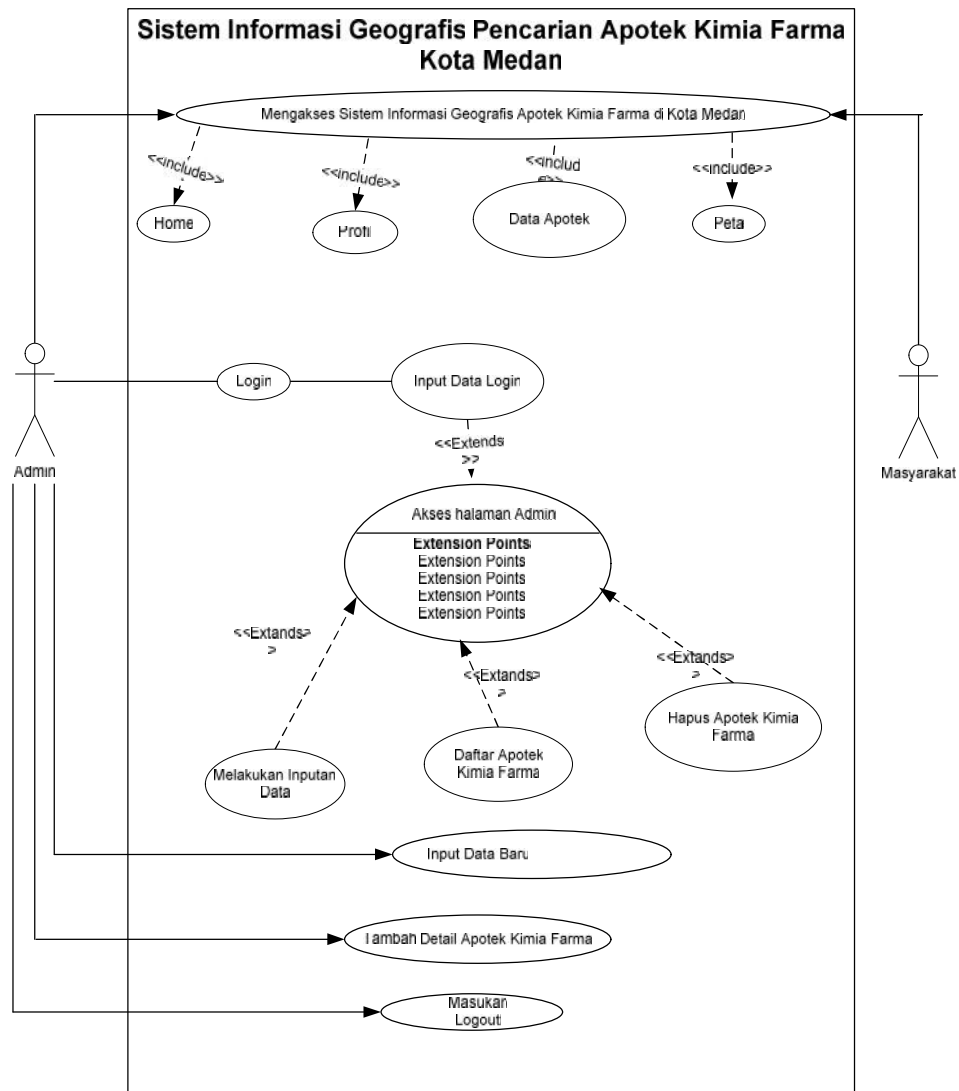 Sistem Informasi Geografis Pencarian Apotek Kimia Farma
Kota Medan
Mengakses Sistem Informasi Geografis Apotek Kimia Farma di Kota Medan
<<include>>
<<include>>
<<includ
e>>
<<include>>
Home
Profil
Data Apotek
Peta
Login
Input Data Login
<<Extends
>>
Admin
Masyarakat
Akses halaman Admin
Extension Points
Extension Points
Extension Points
Extension Points
Extension Points
<<Extands>
>
<<Extands>
>
<<Extands>
>
Hapus Apotek Kimia
Farma
Daftar Apotek
Kimia Farma
Melakukan Inputan
Data
Input Data Baru
Tambah Detail Apotek Kimia Farma
Masukan
Logout